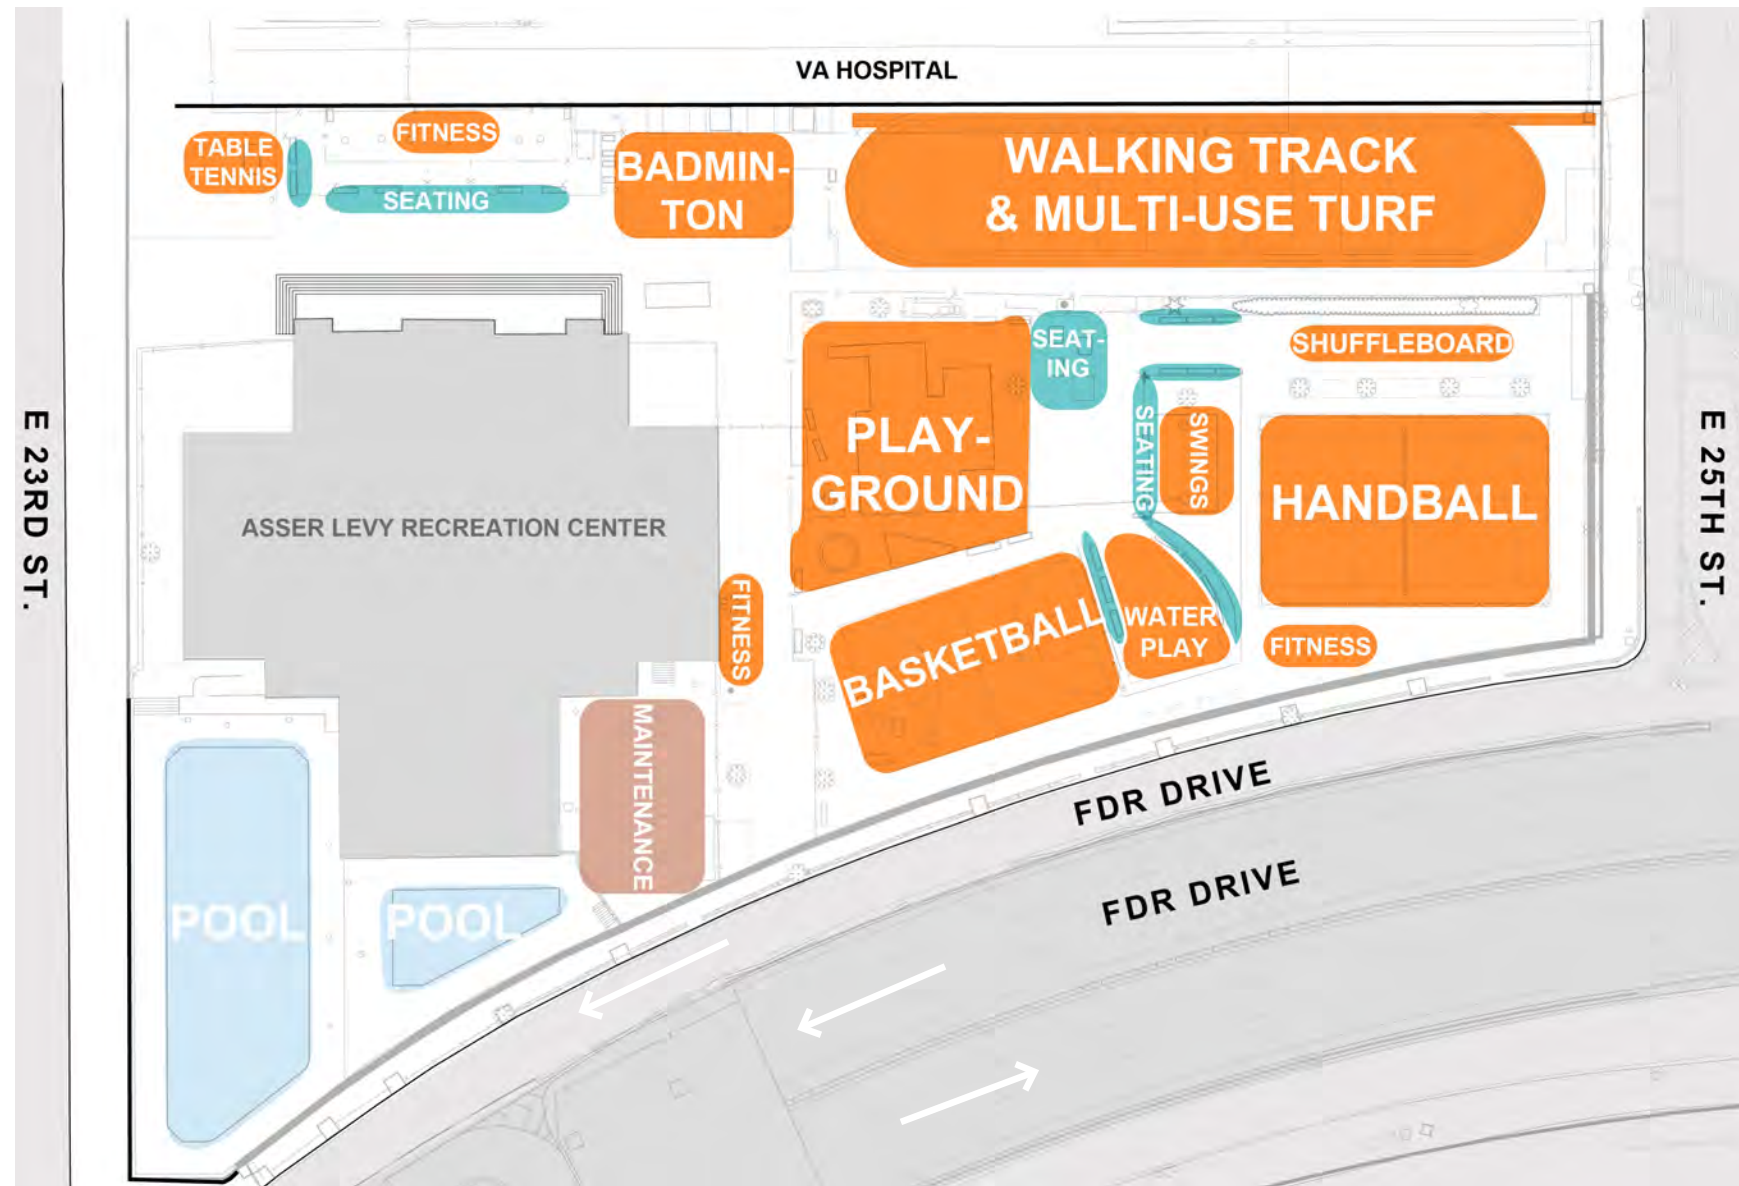 VA HOSPITAL
TABLE
TENNIS
FITNESS
SEATING
BADMIN-
TON
WALKING TRACK
& MULTI-USE TURF
SEAT-
ING
SHUFFLEBOARD
PLAY-
GROUND
SEATING
SWINGS
HANDBALL
E 23RD ST.
E 25TH ST.
ASSER LEVY RECREATION CENTER
FITNESS
BASKETBALL
WATER
PLAY
FITNESS
MAINTENANCE
POOL
POOL
FDR DRIVE
FDR DRIVE